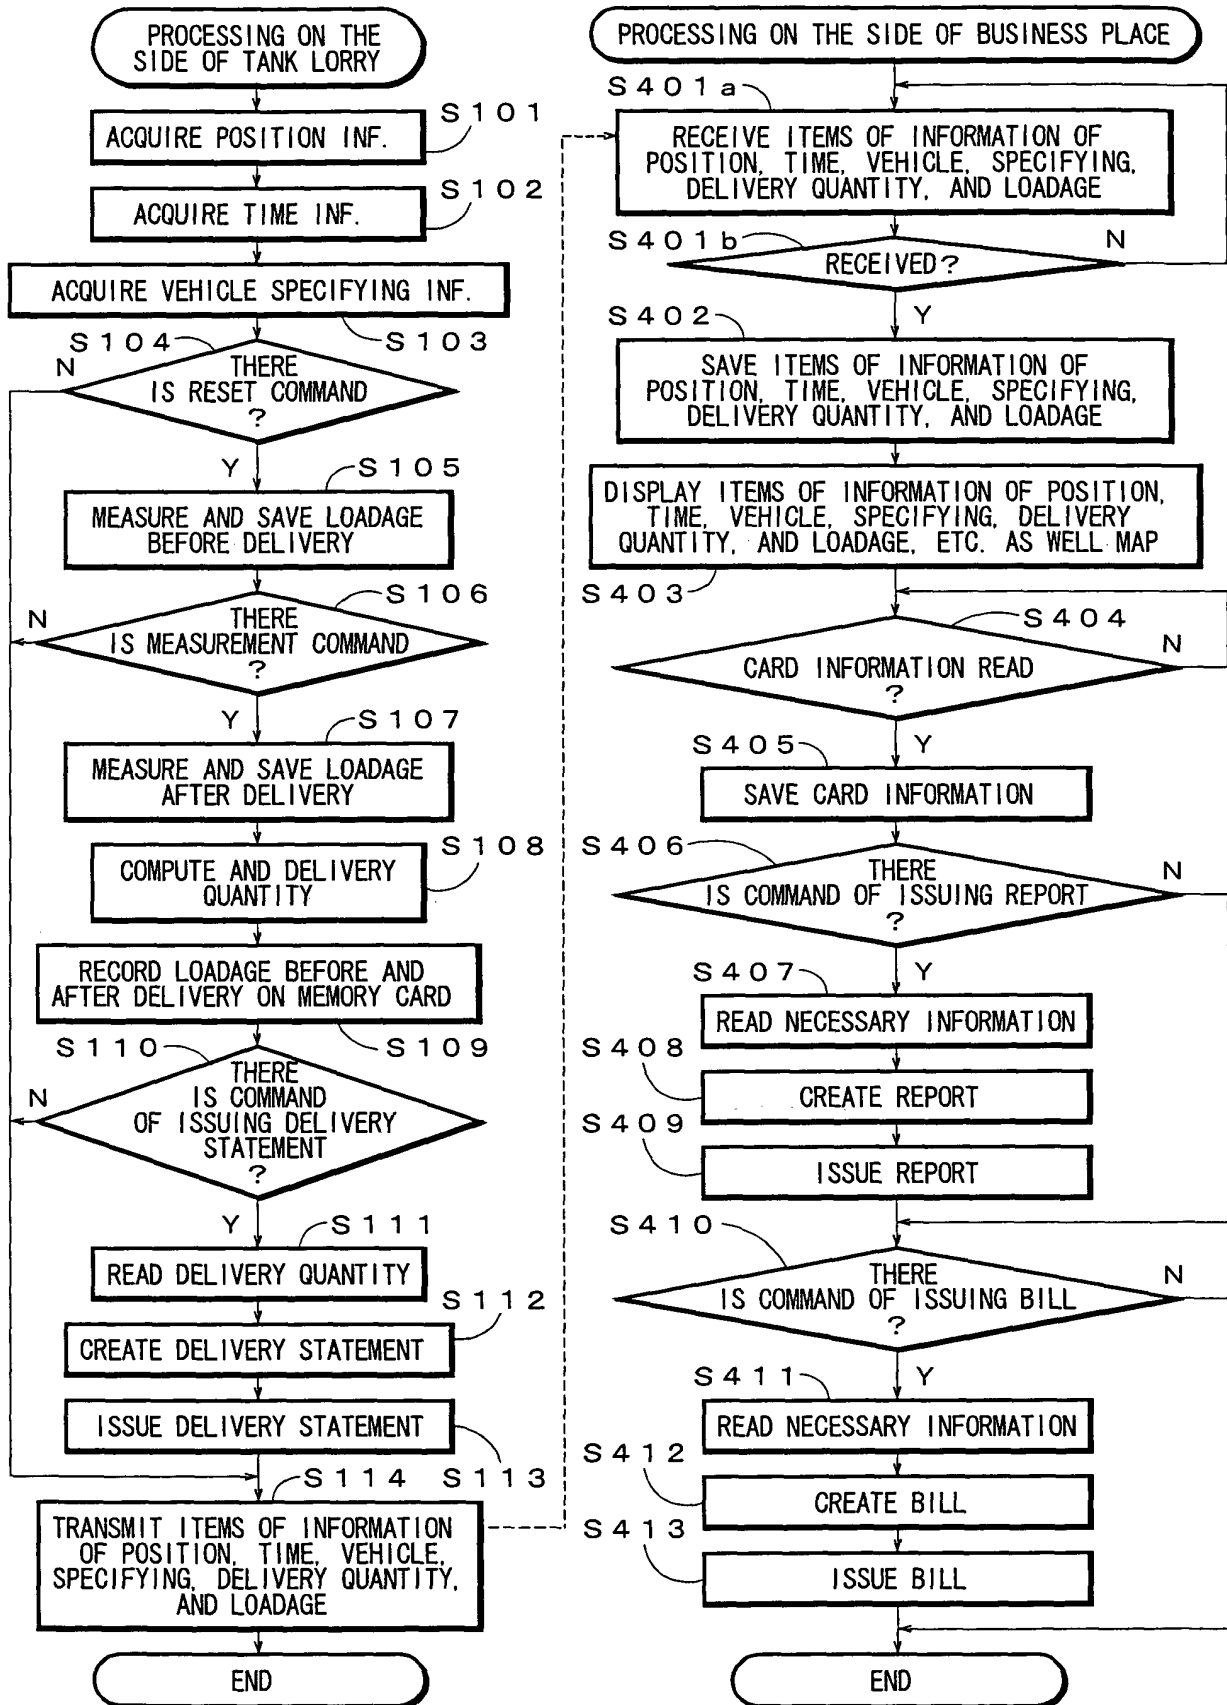 PROCESSING ON THE
SIDE OF TANK LORRY
S101
ACQUIRE POSITION INF.
S102
ACQUIRE TIME INF.
ACQUIRE VEHICLE SPECIFYING INF.
S103
S104
N
THERE
IS RESET COMMAND
?
Y
S105
MEASURE AND SAVE LOADAGE
BEFORE DELIVERY
S106
N
THERE
IS MEASUREMENT COMMAND
?
Y
S107
MEASURE AND SAVE LOADAGE
AFTER DELIVERY
S108
COMPUTE AND DELIVERY
QUANTITY
RECORD LOADAGE BEFORE AND
AFTER DELIVERY ON MEMORY CARD
S109
S110
N
THERE
IS COMMAND
OF ISSUING DELIVERY
STATEMENT
?
Y
S111
READ DELIVERY QUANTITY
S112
CREATE DELIVERY STATEMENT
ISSUE DELIVERY STATEMENT
S113
S114
TRANSMIT ITEMS OF INFORMATION
OF POSITION, TIME, VEHICLE,
SPECIFYING, DELIVERY QUANTITY,
AND LOADAGE
END
PROCESSING ON THE SIDE OF BUSINESS PLACE
S401a
RECEIVE ITEMS OF INFORMATION OF
POSITION, TIME, VEHICLE, SPECIFYING,
DELIVERY QUANTITY, AND LOADAGE
S401b
RECEIVED?
N
Y
S402
SAVE ITEMS OF INFORMATION OF
POSITION, TIME, VEHICLE, SPECIFYING,
DELIVERY QUANTITY, AND LOADAGE
DISPLAY ITEMS OF INFORMATION OF POSITION,
TIME, VEHICLE, SPECIFYING, DELIVERY
QUANTITY, AND LOADAGE, ETC. AS WELL MAP
S403
S404
CARD INFORMATION READ
?
N
Y
S405
SAVE CARD INFORMATION
S406
THERE
IS COMMAND OF ISSUING REPORT
?
N
Y
S407
READ NECESSARY INFORMATION
S408
CREATE REPORT
S409
ISSUE REPORT
S410
THERE
IS COMMAND OF ISSUING BILL
?
N
Y
S411
READ NECESSARY INFORMATION
S412
CREATE BILL
S413
ISSUE BILL
END